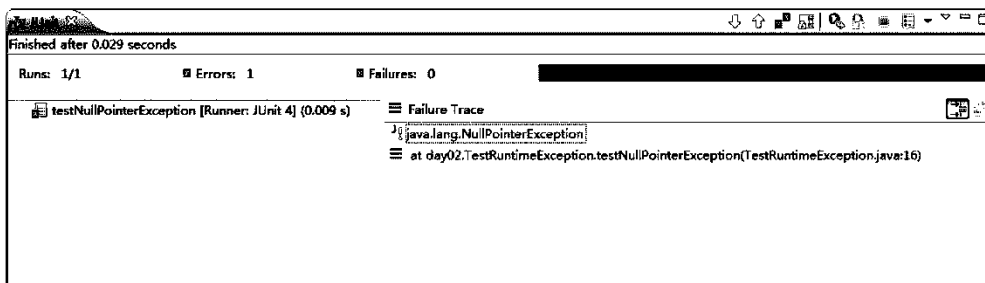 Finished after 0.029 seconds
Runs: 1/1 Errors: 1 Failures: 0
testNullPointerException [Runner: JUnit 4] (0.009 s)
Failure Trace
java.lang.NullPointerException
at day02.TestRuntimeException.testNullPointerException(TestRuntimeException.java:16)